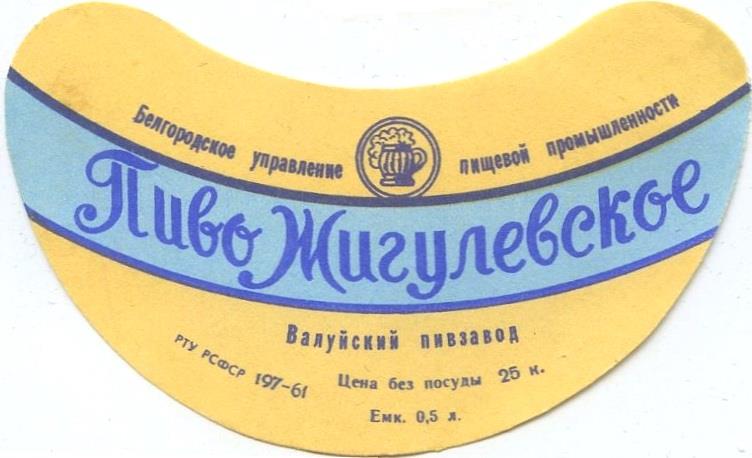 Белгородское управление пищевой промышленности
Пиво Жигулевское
Валуйский пивзавод
РТУ РСФСР 197-61 Цена без посуды 25 к.
Емк. 0,5 л.